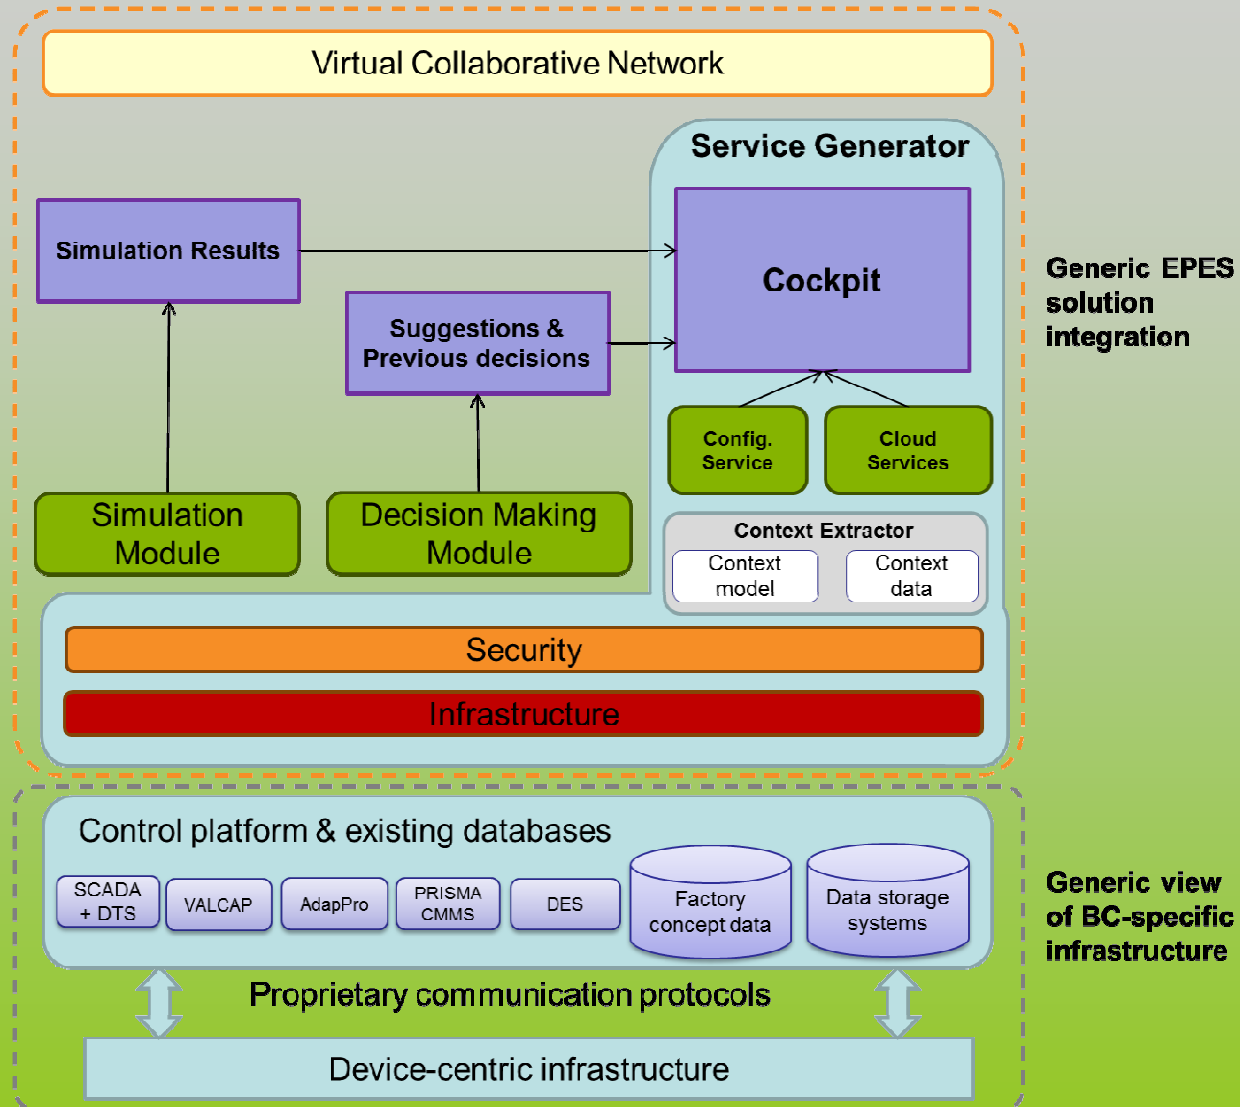 Virtual Collaborative Network
Service Generator
Simulation Results
Cockpit
Suggestions &
Previous decisions
Generic EPES
solution
integration
Config.
Service
Cloud
Services
Simulation
Module
Decision Making
Module
Context Extractor
Context
model
Context
data
Security
Infrastructure
Control platform & existing databases
SCADA
+ DTS
VALCAP
AdapPro
PRISMA
CMMS
DES
Factory
concept data
Data storage
systems
Generic view
of BC-specific
infrastructure
Proprietary communication protocols
Device-centric infrastructure